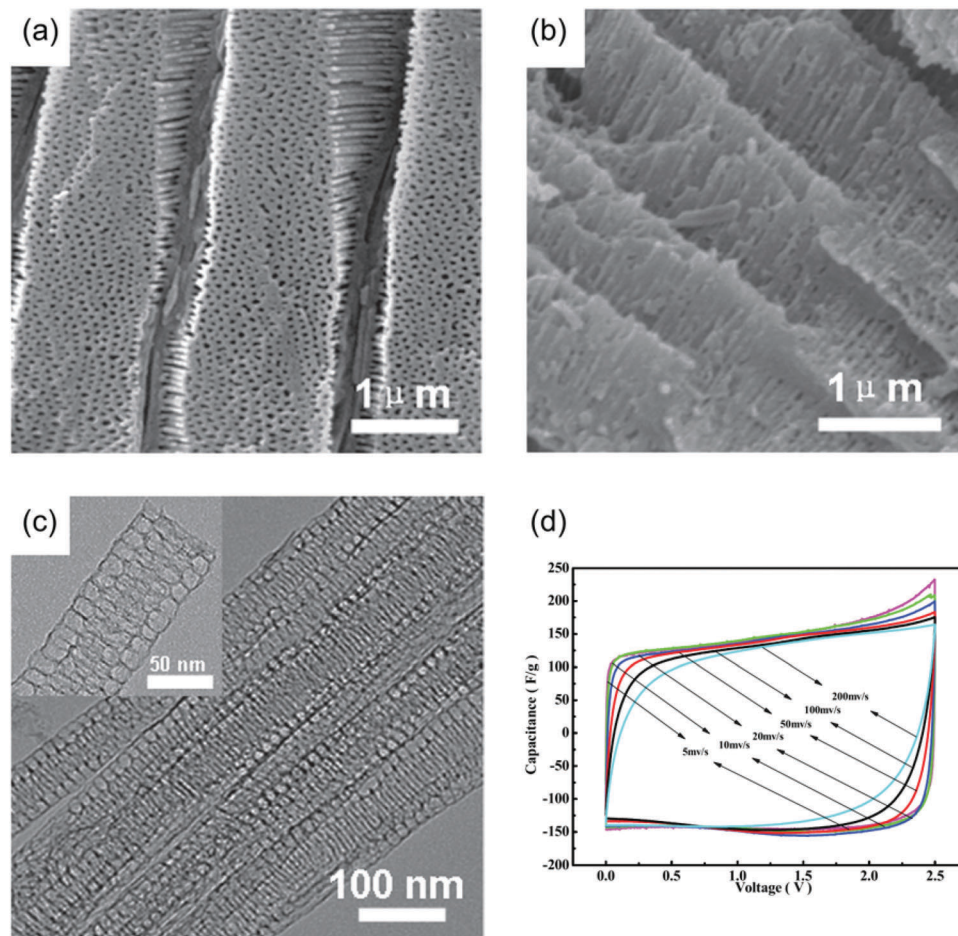 (a)
1 μ m
(b)
1 μ m
(c)
50 nm
100 nm
(d)
Capacitance ( F/g )
250
200
150
100
50
0
-50
-100
-150
-200
200mv/s
100mv/s
50mv/s
20mv/s
10mv/s
5mv/s
0.0 0.5 1.0 1.5 2.0 2.5
Voltage ( V )